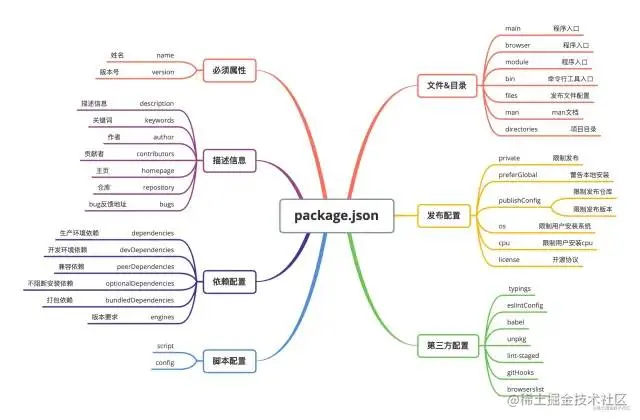 package.json
必须属性
姓名 name
版本号 version
描述信息
描述信息 description
关键词 keywords
作者 author
贡献者 contributors
主页 homepage
仓库 repository
bug反馈地址 bugs
依赖配置
生产环境依赖 dependencies
开发环境依赖 devDependencies
兼容依赖 peerDependencies
不阻断安装依赖 optionalDependencies
打包依赖 bundledDependencies
版本要求 engines
脚本配置
script
config
文件&目录
main 程序入口
browser 程序入口
module 程序入口
bin 命令行工具入口
files 发布文件配置
man man文档
directories 项目目录
发布配置
private 限制发布
preferGlobal 警告本地安装
publishConfig
限制发布仓库
限制发布版本
os 限制用户安装系统
cpu 限制用户安装cpu
license 开源协议
第三方配置
typings
eslintConfig
babel
unpkg
lint-staged
gitHooks
browserslist
@稀土掘金技术社区